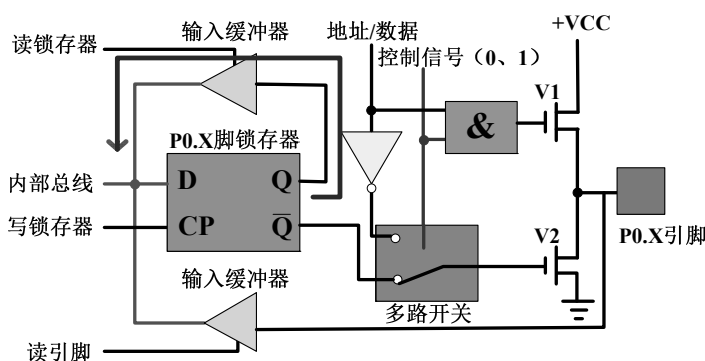 读锁存器
输入缓冲器
地址/数据
控制信号（0、1）
+VCC
V1
&
P0.X脚锁存器
内部总线
D
Q
写锁存器
CP
Q̅
V2
P0.X引脚
输入缓冲器
多路开关
读引脚